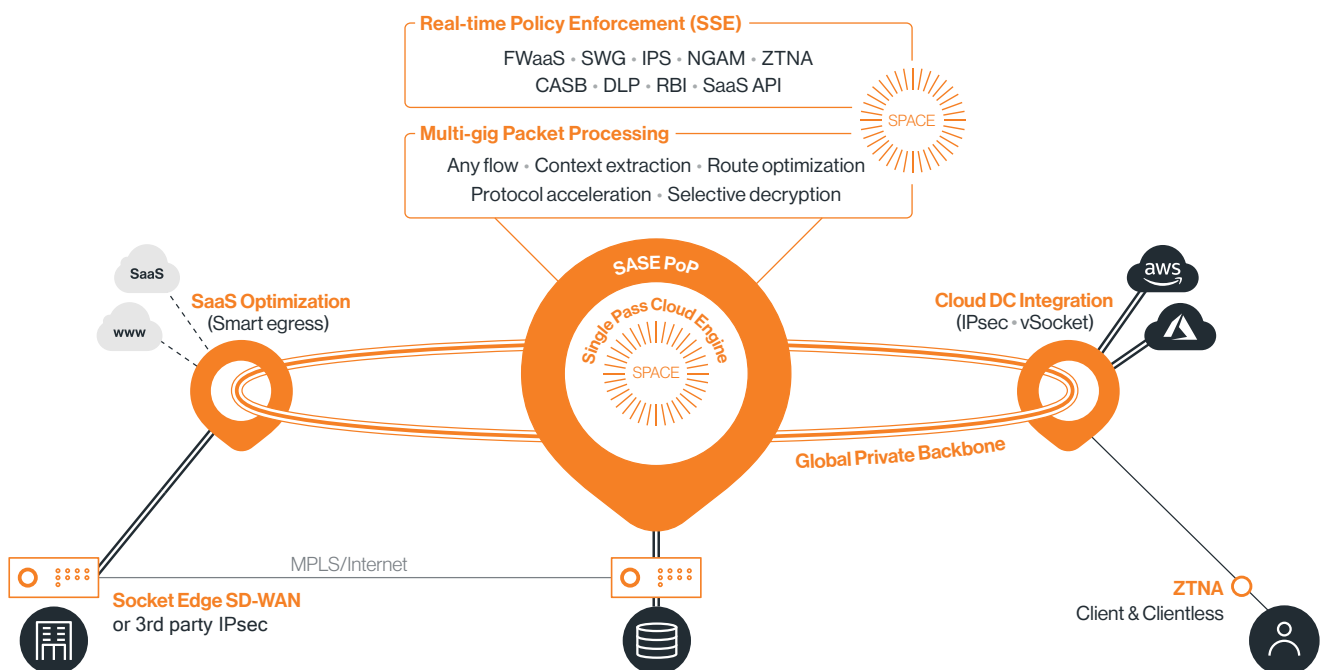 Real-time Policy Enforcement (SSE)
FWaaS • SWG • IPS • NGAM • ZTNA
CASB • DLP • RBI • SaaS API
SPACE
Multi-gig Packet Processing
Any flow • Context extraction • Route optimization
Protocol acceleration • Selective decryption
SASE PoP
Single Pass Cloud Engine
SPACE
SaaS
www
SaaS Optimization
(Smart egress)
Cloud DC Integration
(IPsec • vSocket)
aws
Global Private Backbone
MPLS/Internet
Socket Edge SD-WAN
or 3rd party IPsec
ZTNA
Client & Clientless